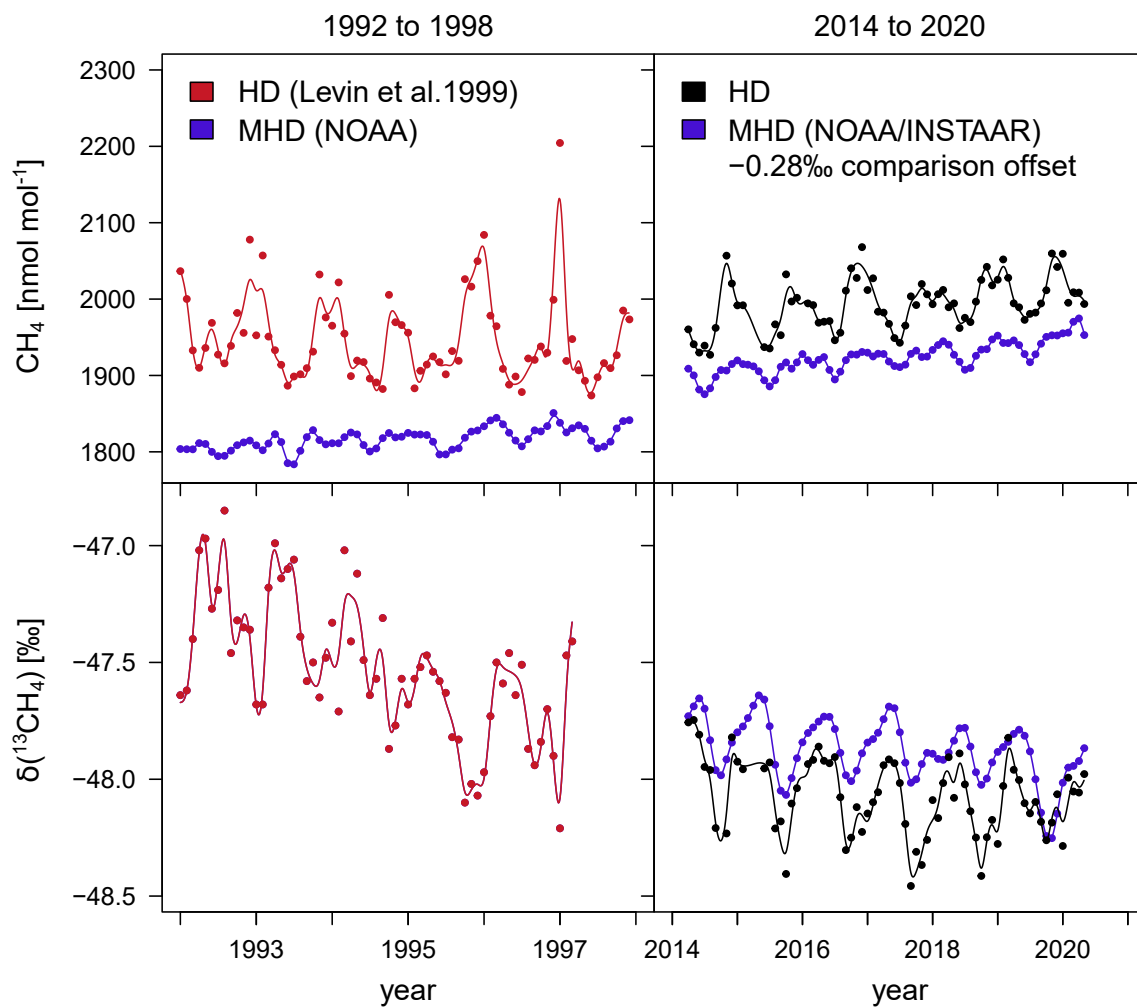 1992 to 1998
2014 to 2020
CH₄ [nmol mol⁻¹]
2300
2200
2100
2000
1900
1800
HD (Levin et al.1999)
MHD (NOAA)
HD
MHD (NOAA/INSTAAR)
−0.28‰ comparison offset
δ(¹³CH₄) [‰]
−47.0
−47.5
−48.0
−48.5
1993 1995 1997
2014 2016 2018 2020
year
year